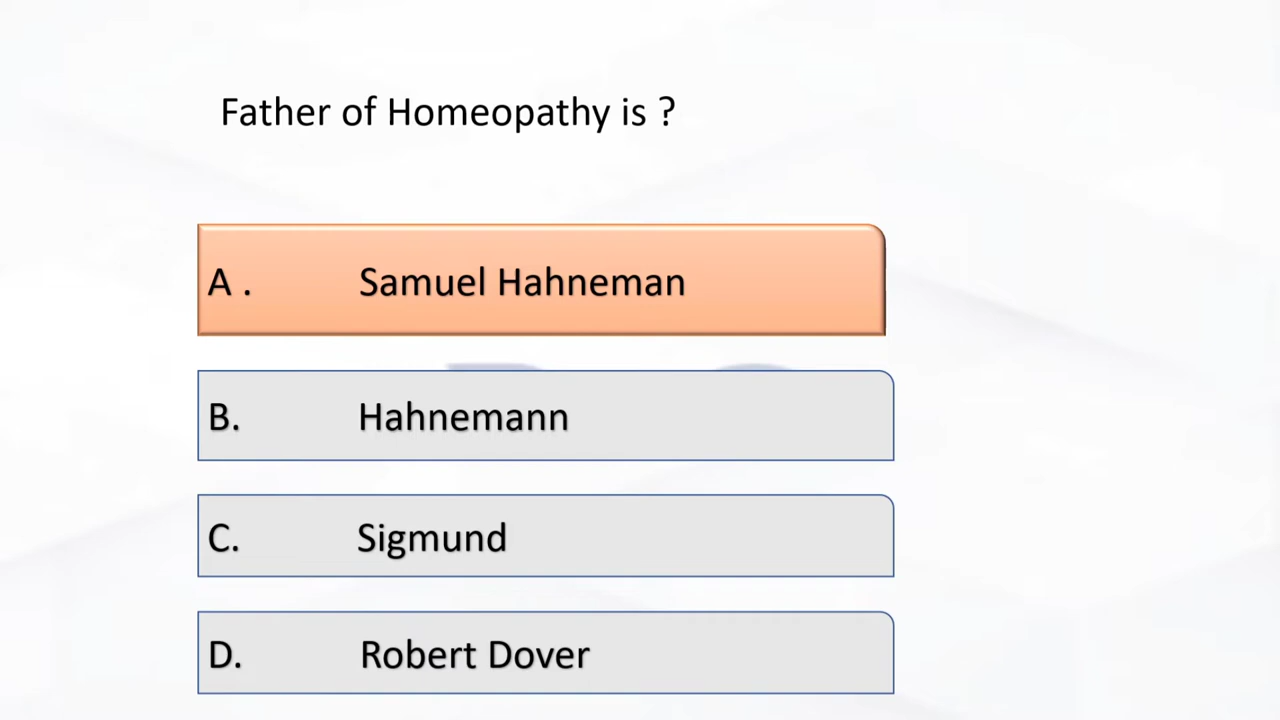 Father of Homeopathy is ?
A . Samuel Hahneman
B. Hahnemann
C. Sigmund
D. Robert Dover